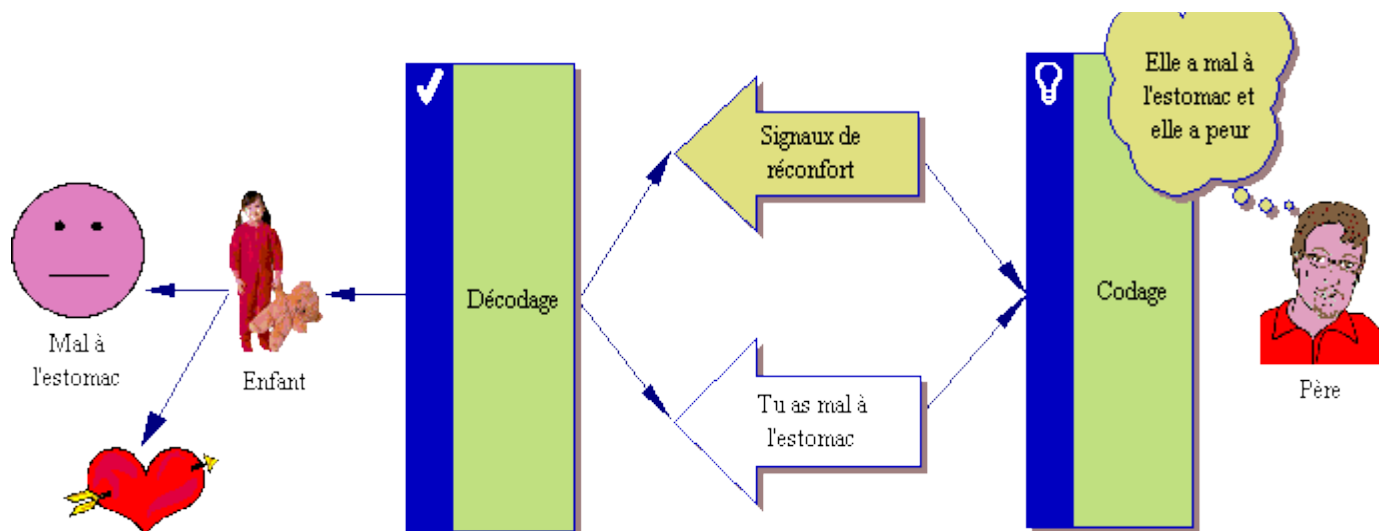 Elle a mal à
l'estomac et
elle a peur
Signaux de
réconfort
Décodage
Codage
Mal à
l'estomac
Enfant
Tu as mal à
l'estomac
Père